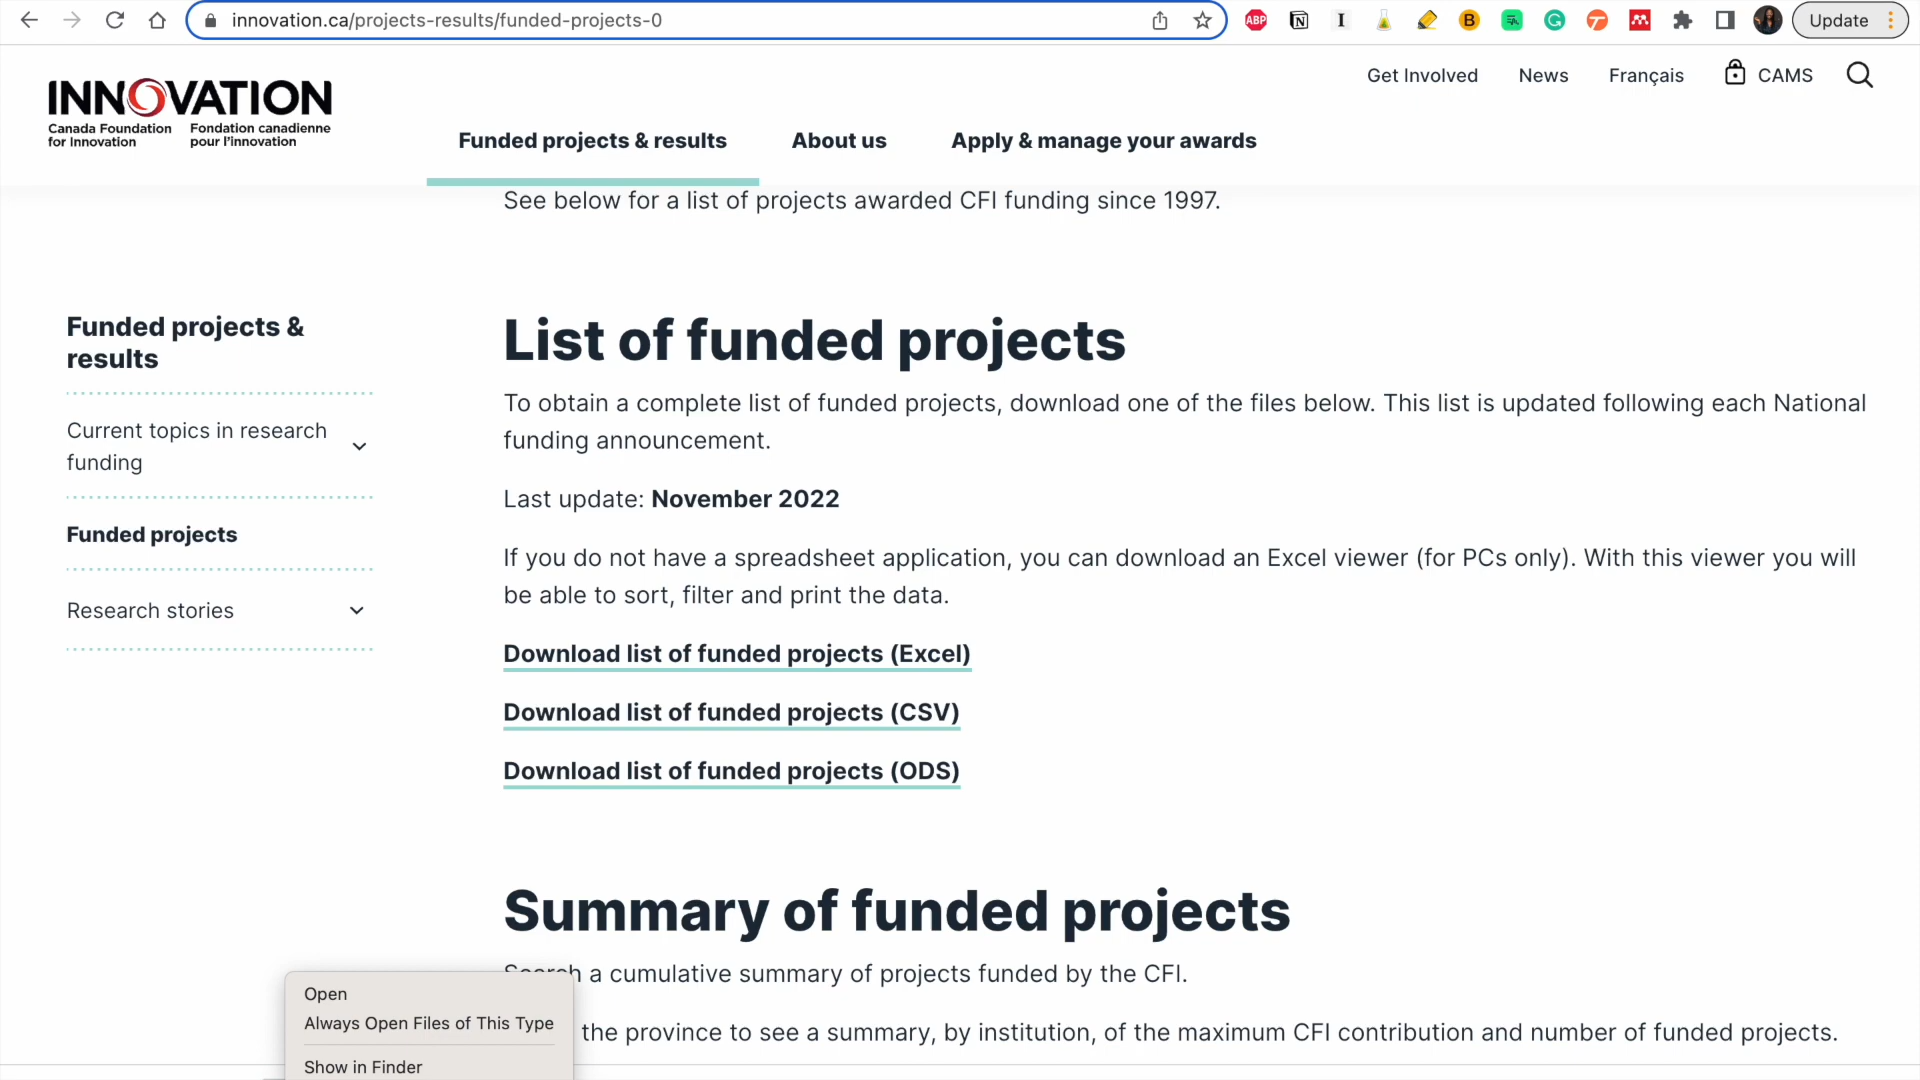 innovation.ca/projects-results/funded-projects-0
ABP
N
I
B
G
Update
INNOVATION
Canada Foundation
for Innovation
Fondation canadienne
pour l'innovation
Get Involved
News
Français
CAMS
Funded projects & results
About us
Apply & manage your awards
See below for a list of projects awarded CFI funding since 1997.
Funded projects &
results
Current topics in research
funding
Funded projects
Research stories
List of funded projects
To obtain a complete list of funded projects, download one of the files below. This list is updated following each National
funding announcement.
Last update: November 2022
If you do not have a spreadsheet application, you can download an Excel viewer (for PCs only). With this viewer you will
be able to sort, filter and print the data.
Download list of funded projects (Excel)
Download list of funded projects (CSV)
Download list of funded projects (ODS)
Summary of funded projects
Search a cumulative summary of projects funded by the CFI.
the province to see a summary, by institution, of the maximum CFI contribution and number of funded projects.
Open
Always Open Files of This Type
Show in Finder